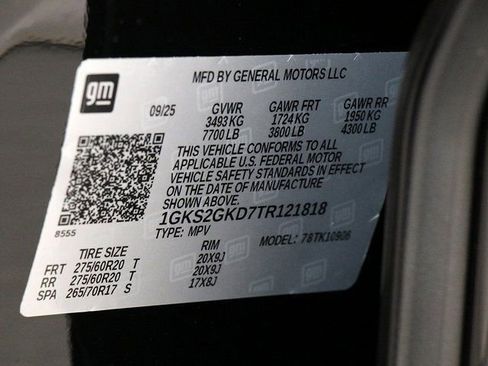 gm
MFD BY GENERAL MOTORS LLC
09/25 GVWR GAWR FRT GAWR RR
3493 KG 1724 KG 1950 KG
7700 LB 3800 LB 4300 LB
THIS VEHICLE CONFORMS TO ALL
APPLICABLE U.S. FEDERAL MOTOR
VEHICLE SAFETY STANDARDS IN EFFECT
ON THE DATE OF MANUFACTURE
SHOWN ABOVE.
8555
1GKS2GKD7TR121818
TYPE: MPV MODEL: 78TK10906
TIRE SIZE RIM
FRT 275/60R20 T 20X9J
RR 275/60R20 T 20X9J
SPA 265/70R17 S 17X8J